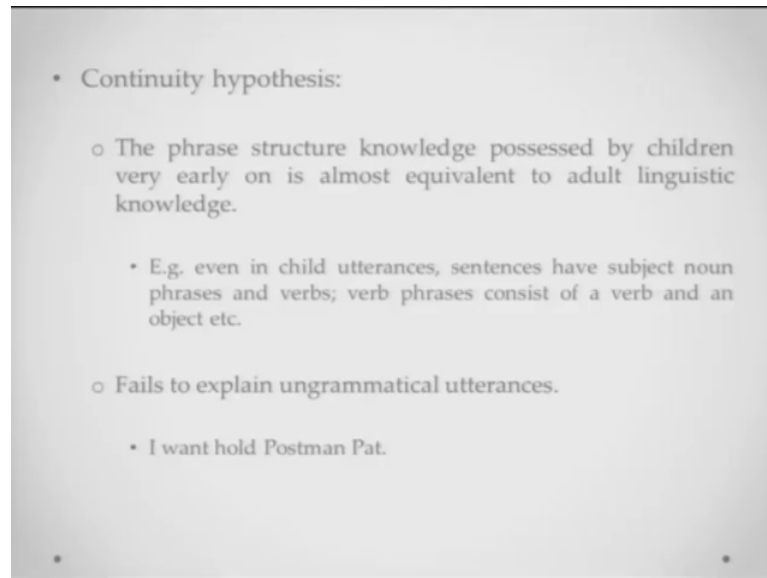 • Continuity hypothesis:
o The phrase structure knowledge possessed by children
very early on is almost equivalent to adult linguistic
knowledge.
• E.g. even in child utterances, sentences have subject noun
phrases and verbs; verb phrases consist of a verb and an
object etc.
o Fails to explain ungrammatical utterances.
• I want hold Postman Pat.